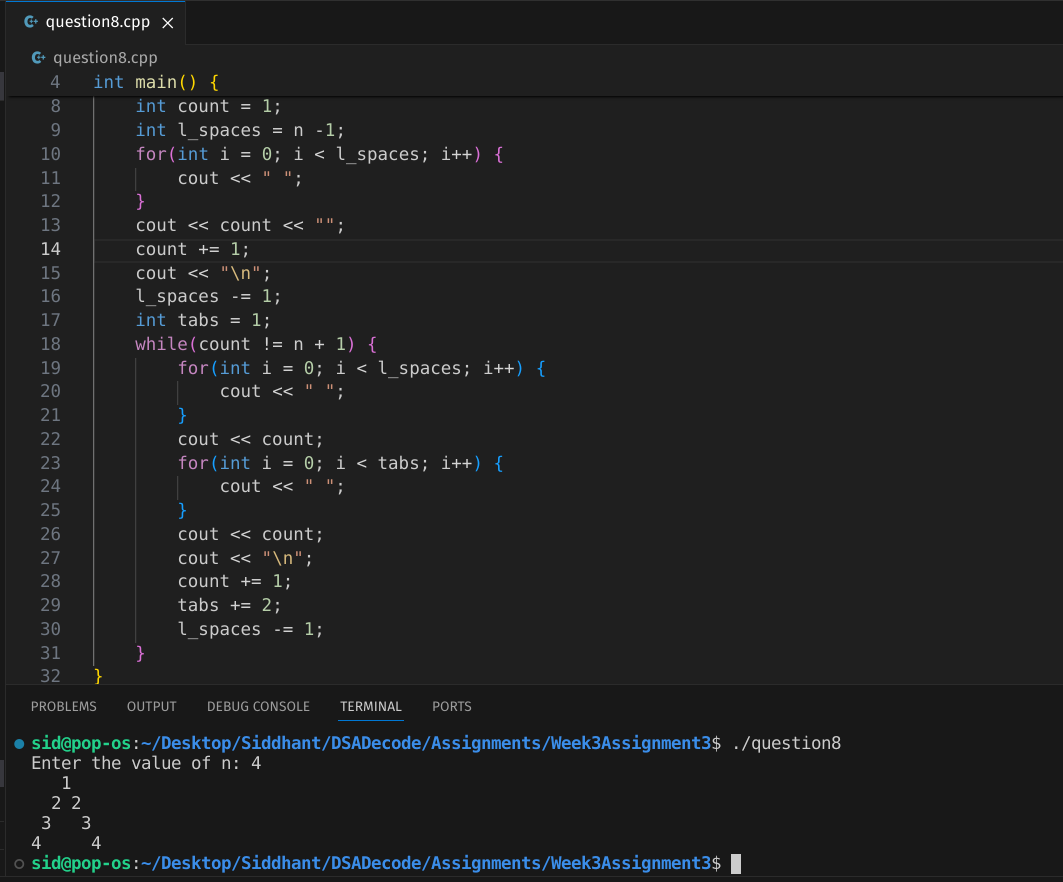 question8.cpp
question8.cpp
4 int main() {
8 int count = 1;
9 int l_spaces = n -1;
10 for(int i = 0; i < l_spaces; i++) {
11 cout << " ";
12 }
13 cout << count << "";
14 count += 1;
15 cout << "\n";
16 l_spaces -= 1;
17 int tabs = 1;
18 while(count != n + 1) {
19 for(int i = 0; i < l_spaces; i++) {
20 cout << " ";
21 }
22 cout << count;
23 for(int i = 0; i < tabs; i++) {
24 cout << " ";
25 }
26 cout << count;
27 cout << "\n";
28 count += 1;
29 tabs += 2;
30 l_spaces -= 1;
31 }
32 }
PROBLEMS OUTPUT DEBUG CONSOLE TERMINAL PORTS
sid@pop-os:~/Desktop/Siddhant/DSADecode/Assignments/Week3Assignment3$ ./question8
Enter the value of n: 4
1
2 2
3 3
4 4
sid@pop-os:~/Desktop/Siddhant/DSADecode/Assignments/Week3Assignment3$